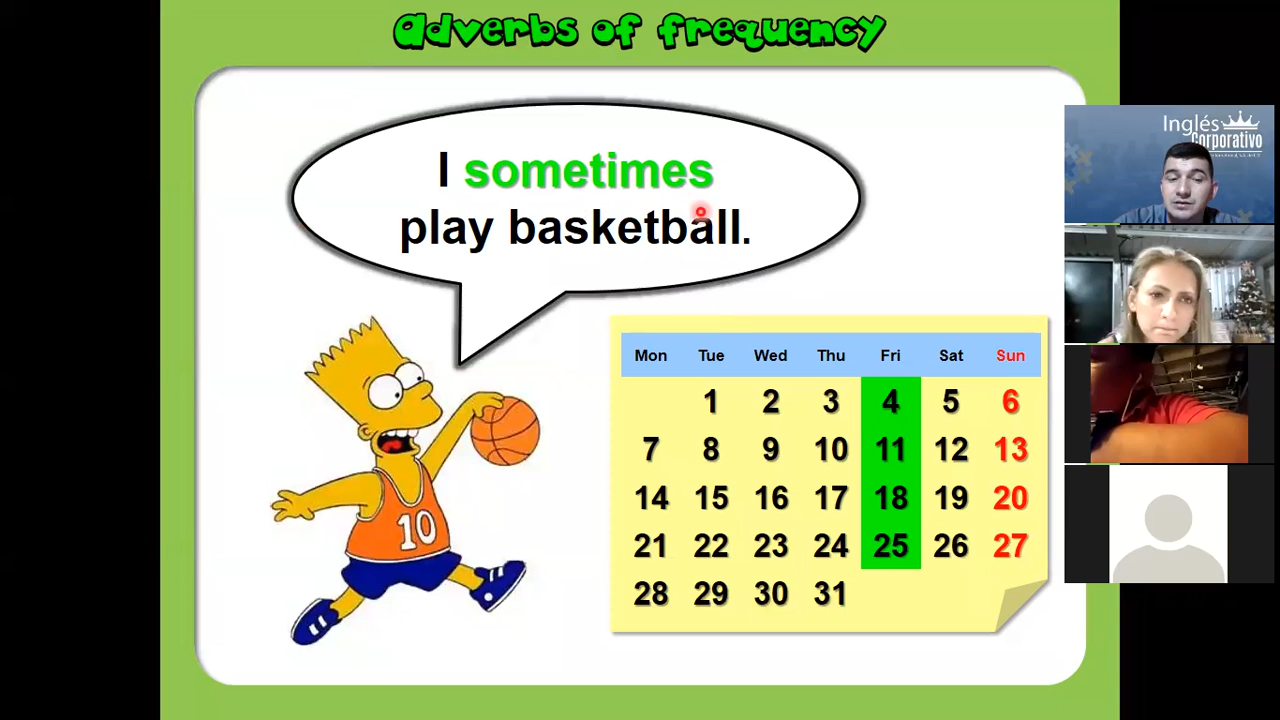 Adverbs of frequency
I sometimes
play basketball.
10
Mon Tue Wed Thu Fri Sat Sun
1 2 3 4 5 6
7 8 9 10 11 12 13
14 15 16 17 18 19 20
21 22 23 24 25 26 27
28 29 30 31
Inglés
Corporativo